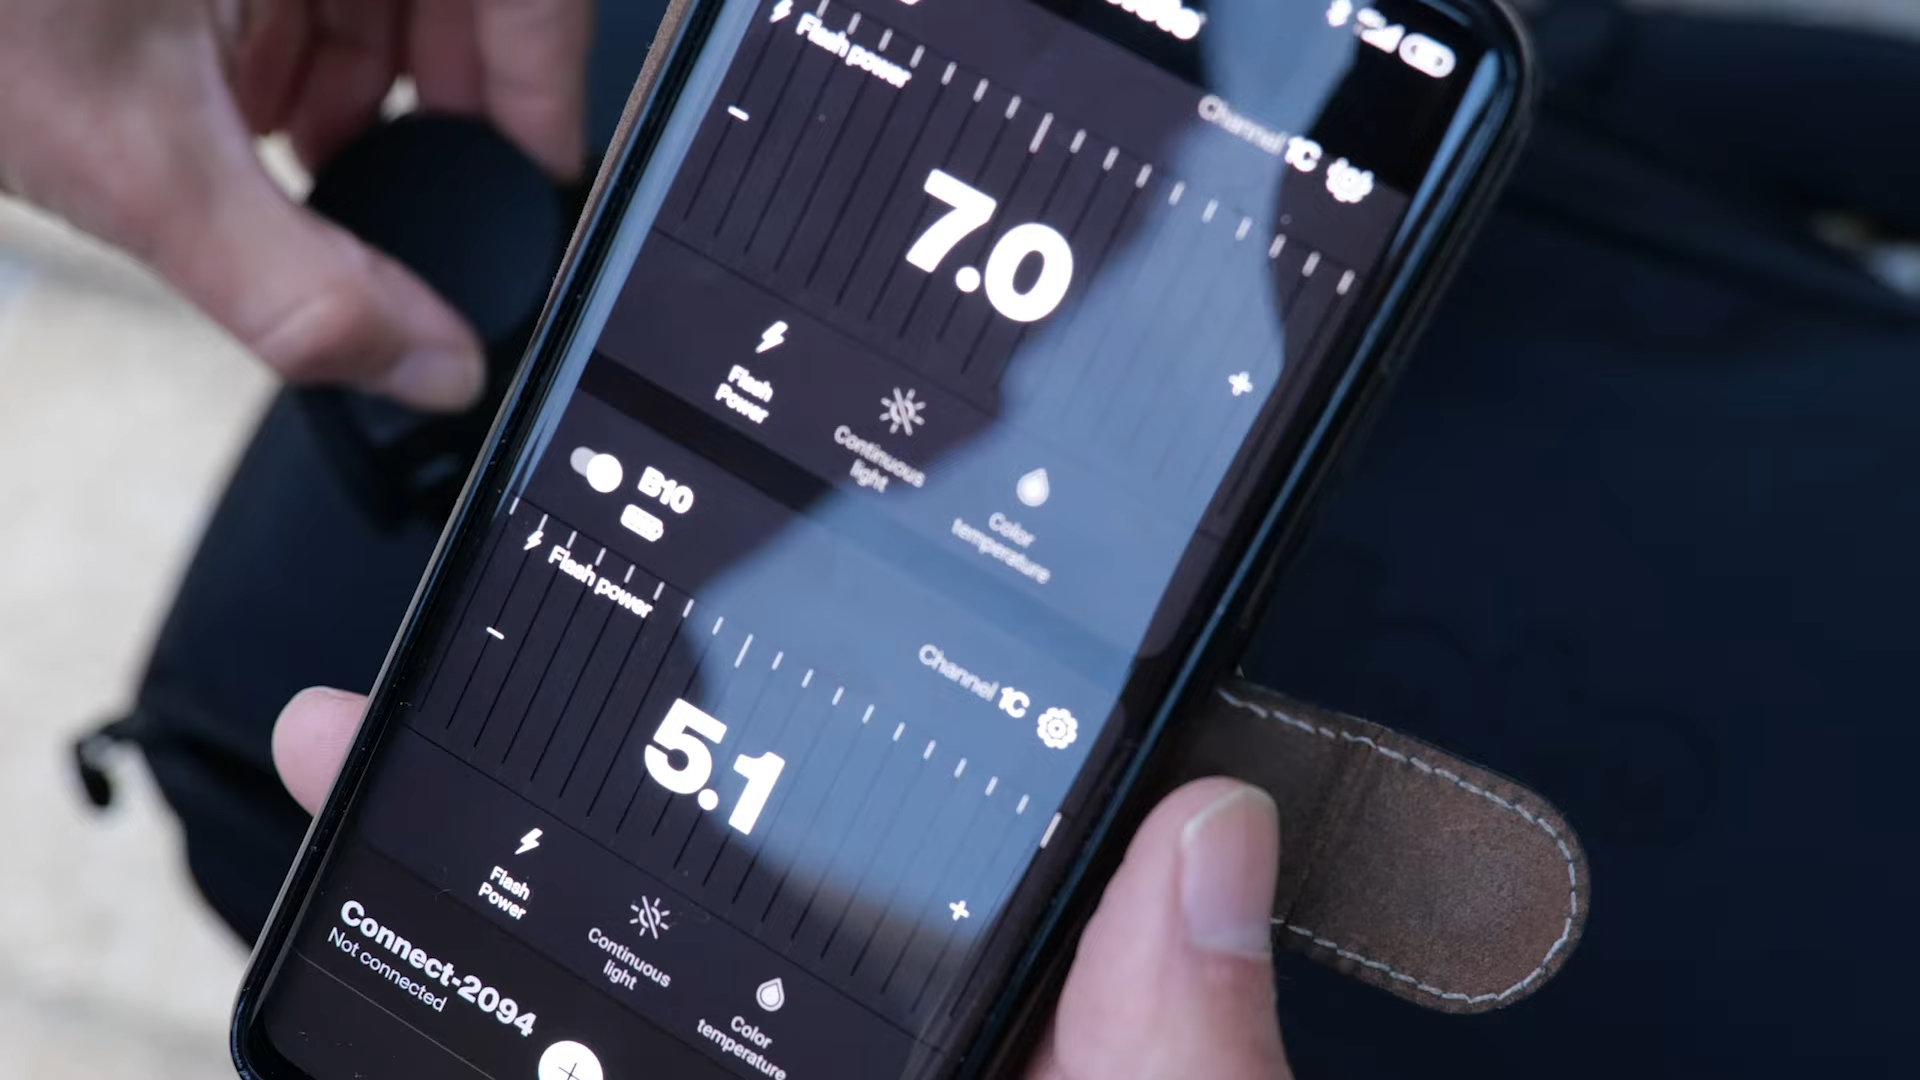 Flash power
Channel 1C
-
7.0
+
Flash
Power
Continuous
light
Color
temperature
B10
Flash power
Channel 1C
-
5.1
+
Flash
Power
Continuous
light
Color
temperature
Connect-2094
Not connected
+